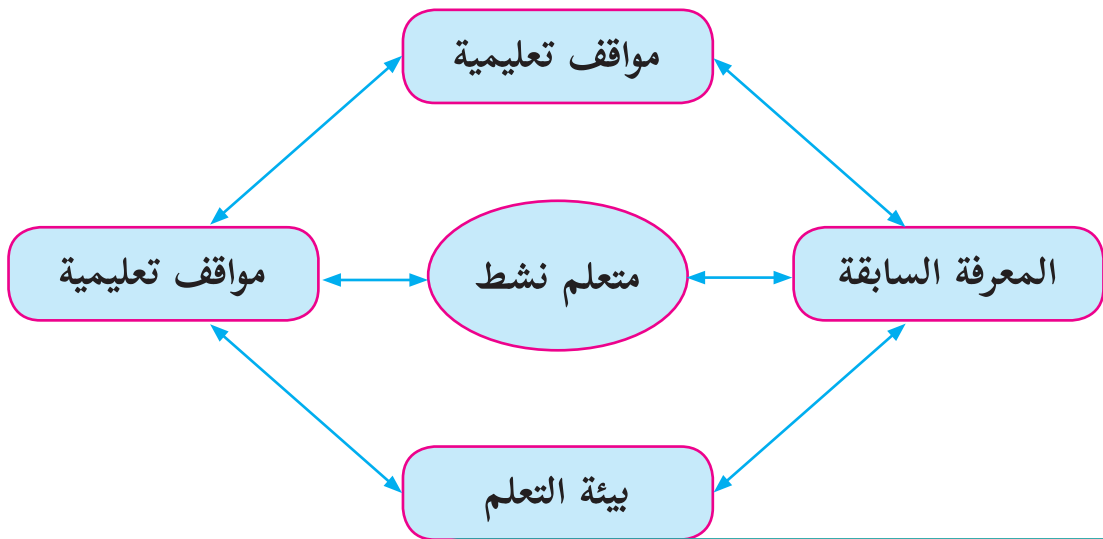 مواقف تعليمية
المعرفة السابقة
متعلم نشط
مواقف تعليمية
بيئة التعلم